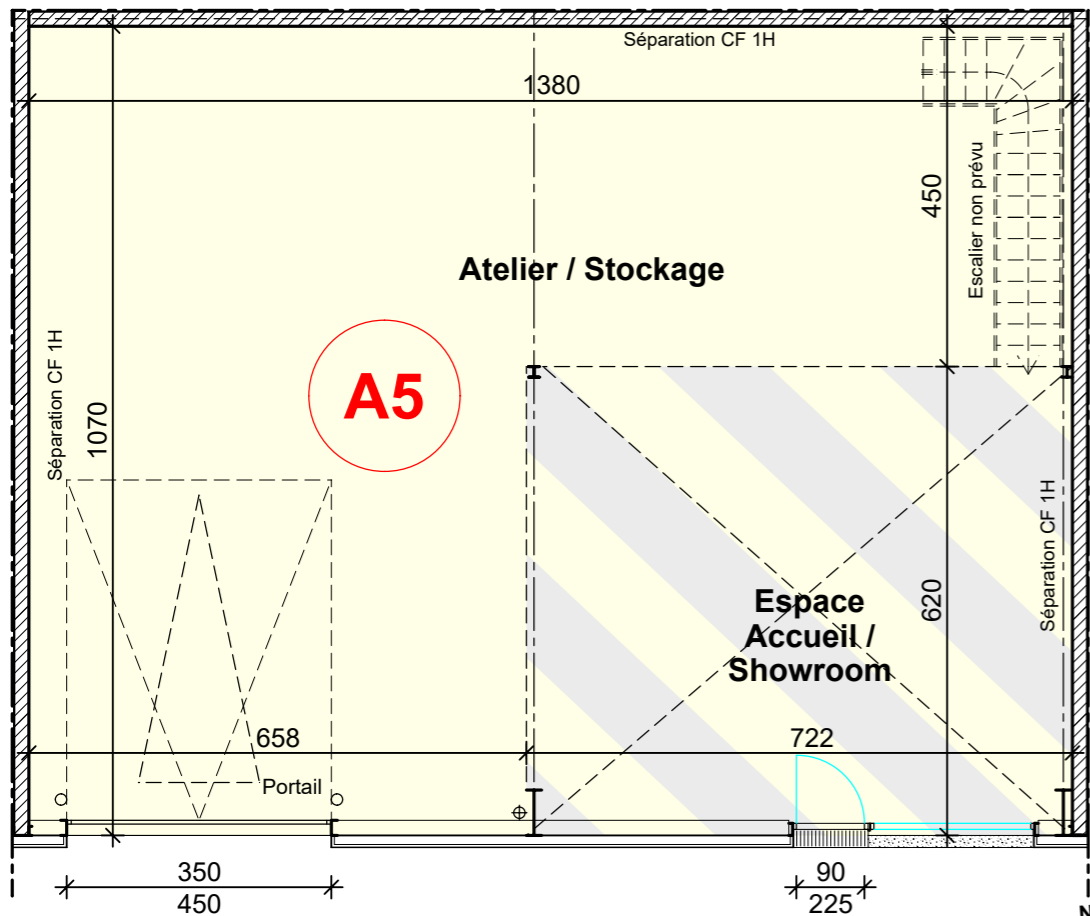 Séparation CF 1H
1380
450
Escalier non prévu
Atelier / Stockage
Séparation CF 1H
1070
A5
Séparation CF 1H
620
Espace
Accueil /
Showroom
658
722
Portail
350
450
90
225